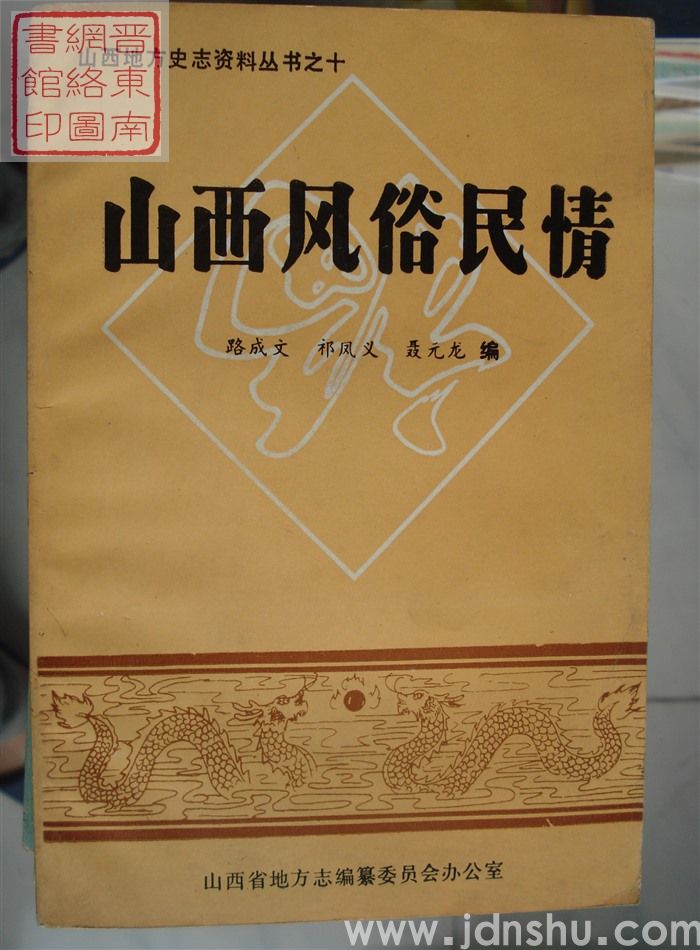 山西地方史志资料丛书之十
晋東南
網絡圖
書館印
山西风俗民情
路成文 祁凤义 聂元龙 编
山西省地方志编纂委员会办公室
www.jdnshu.com